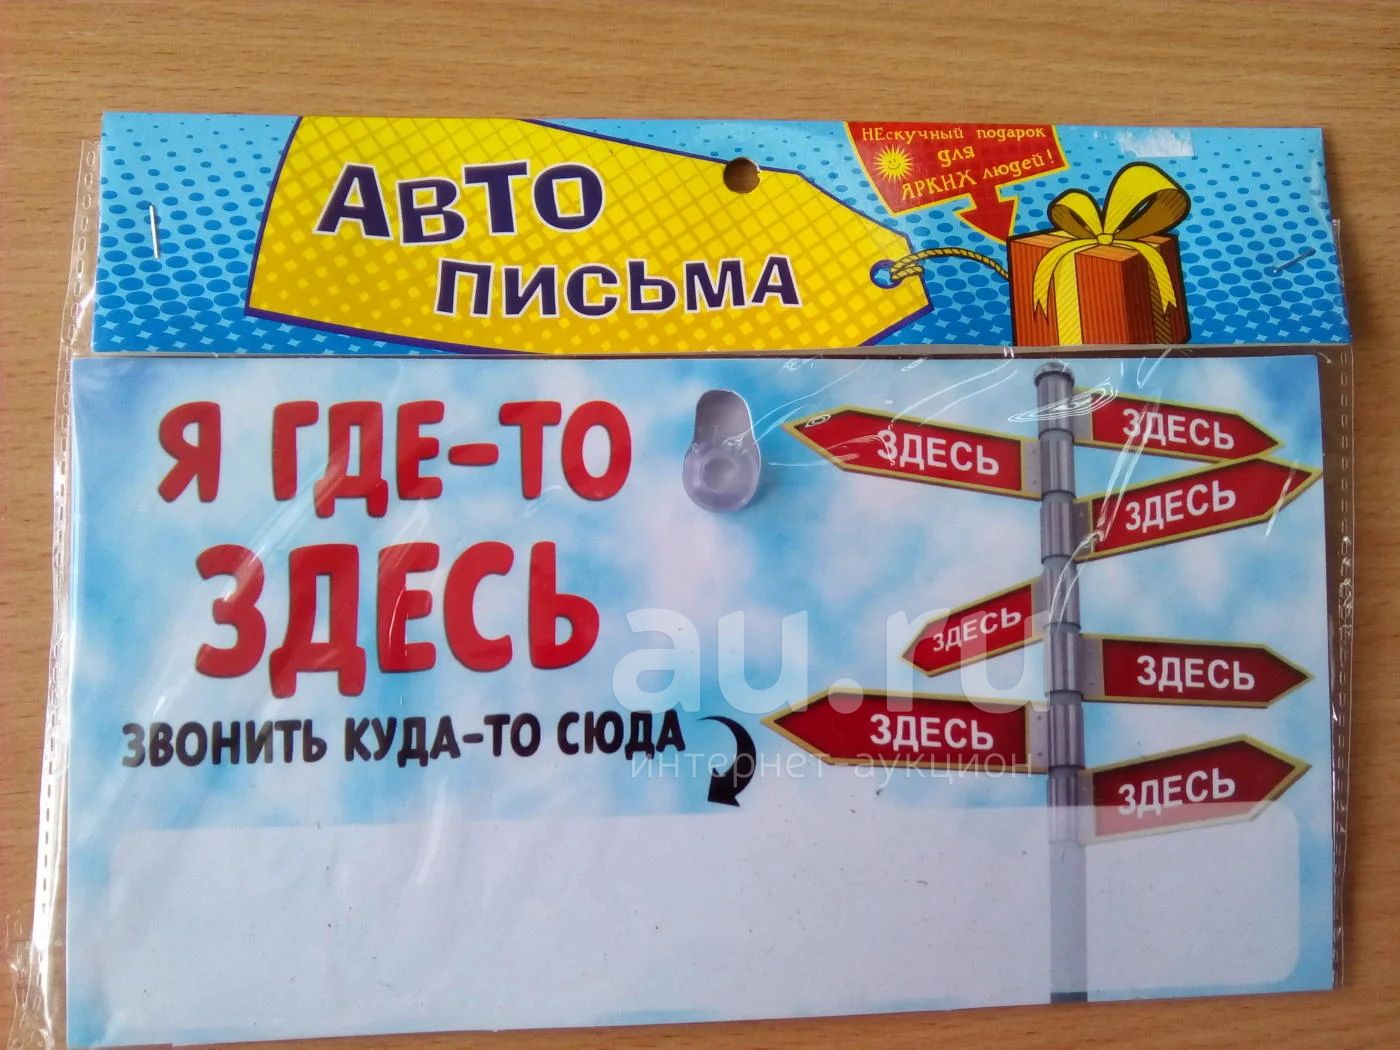 АВТО
ПИСЬМА
НЕскучный подарок
для
ЯРКИХ людей!
Я ГДЕ-ТО
ЗДЕСЬ
ЗВОНИТЬ КУДА-ТО СЮДА
ЗДЕСЬ
ЗДЕСЬ
ЗДЕСЬ
ЗДЕСЬ
ЗДЕСЬ
ЗДЕСЬ
ЗДЕСЬ
au.ru
интернет-аукцион